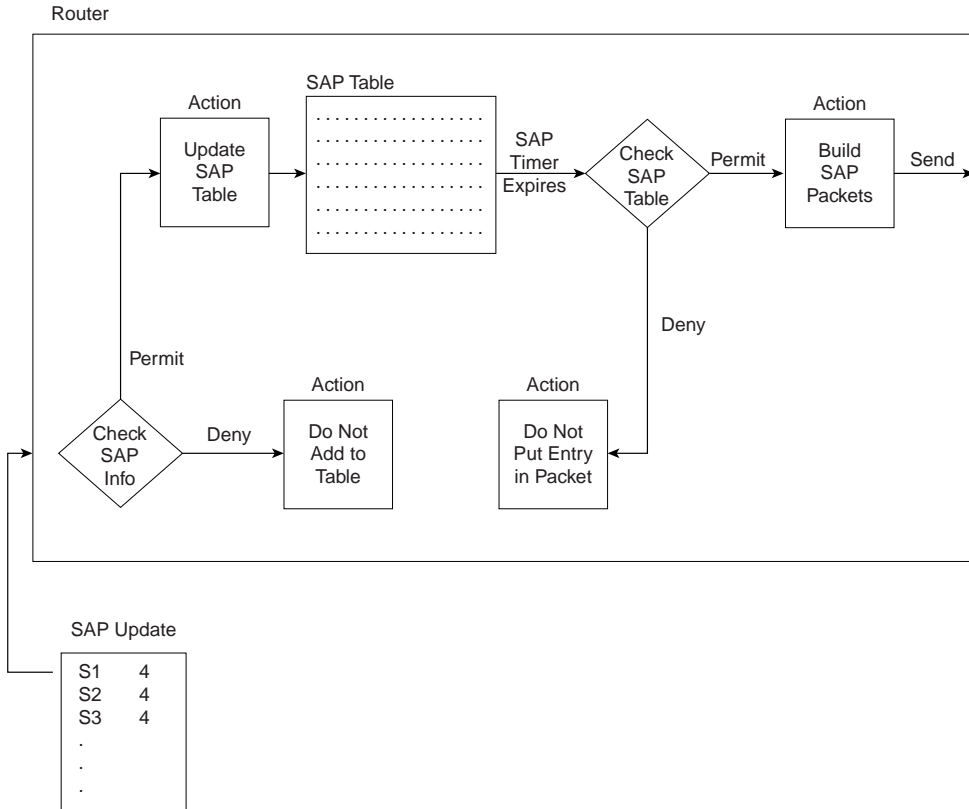 Router
SAP Table
Action
Update
SAP
Table
. . . . . . . . . . . . . . . . . .
. . . . . . . . . . . . . . . . . .
. . . . . . . . . . . . . . . . . .
. . . . . . . . . . . . . . . . . .
. . . . . . . . . . . . . . . . . .
. . . . . . . . . . . . . . . . . .
SAP
Timer
Expires
Check
SAP
Table
Permit
Action
Build
SAP
Packets
Send
Deny
Permit
Check
SAP
Info
Deny
Action
Do Not
Add to
Table
Action
Do Not
Put Entry
in Packet
SAP Update
S1 4
S2 4
S3 4
.
.
.